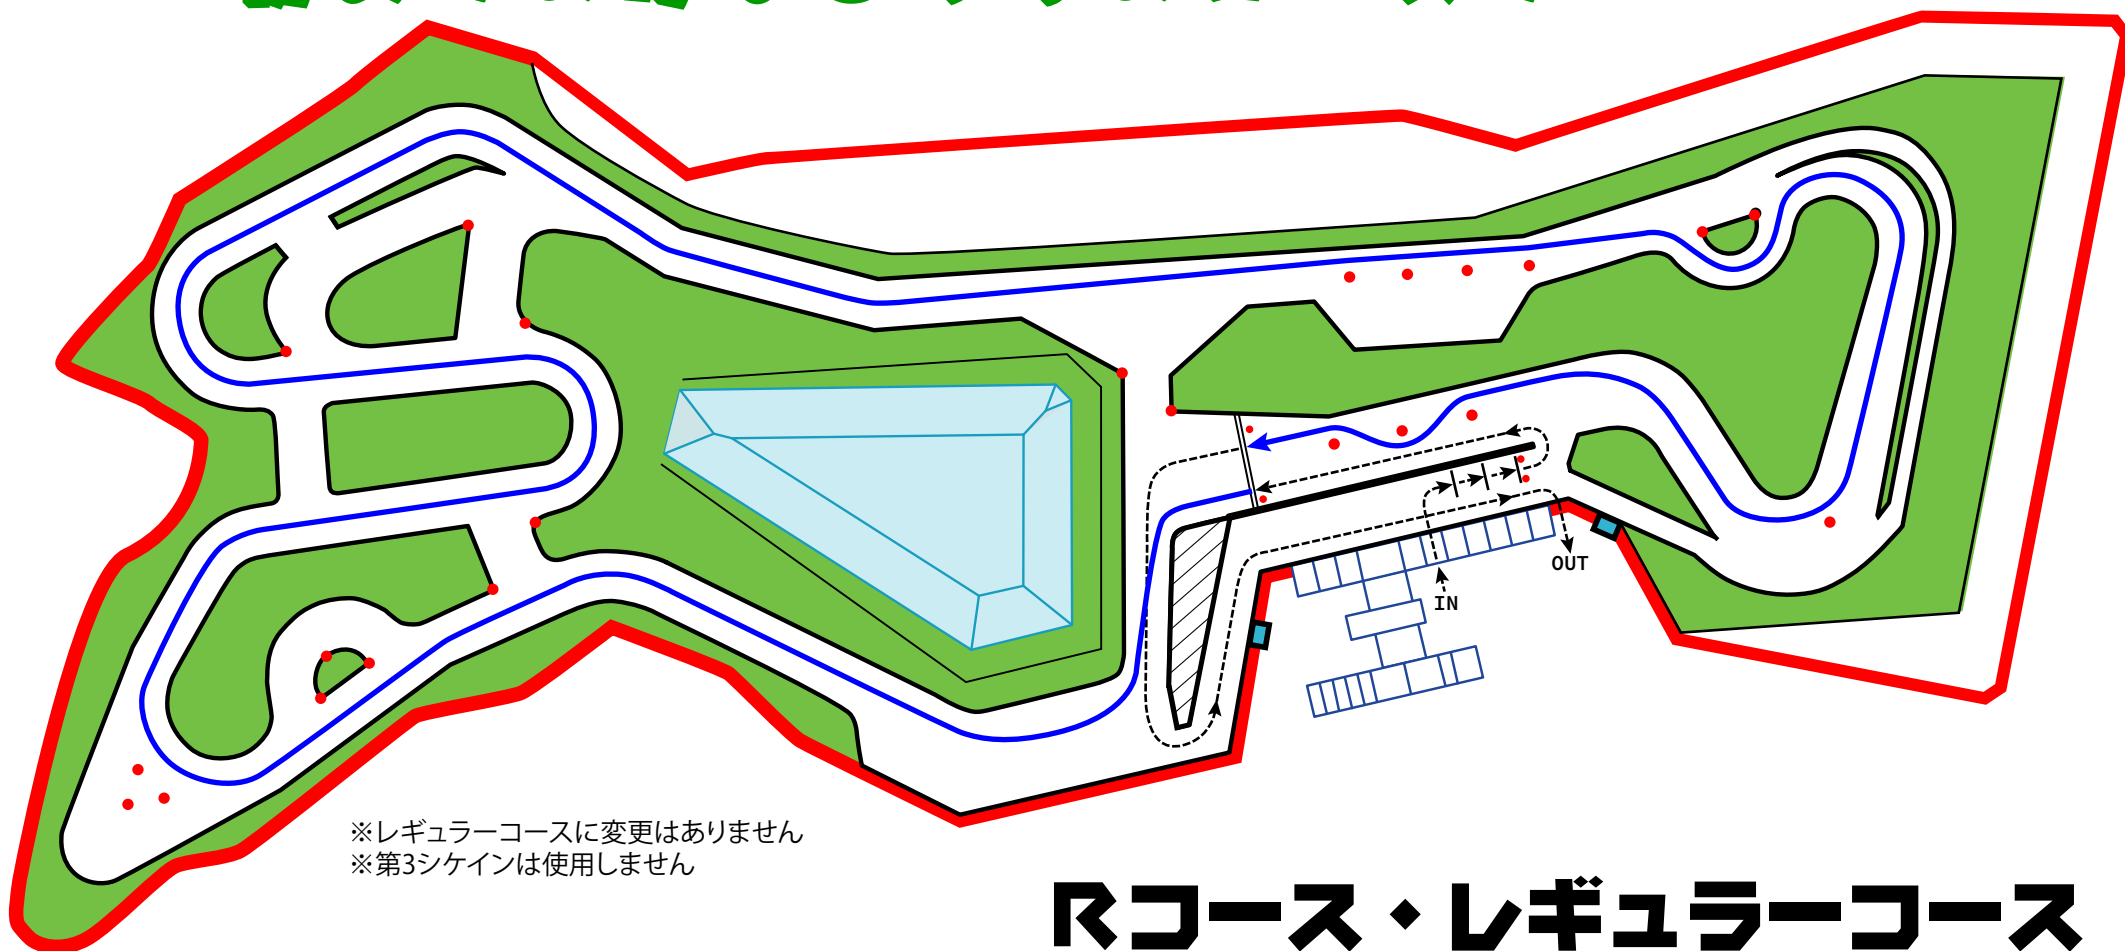 OUT
IN
※レギュラーコースに変更はありません
※第3シケインは使用しません
Rコース・レギュラーコース